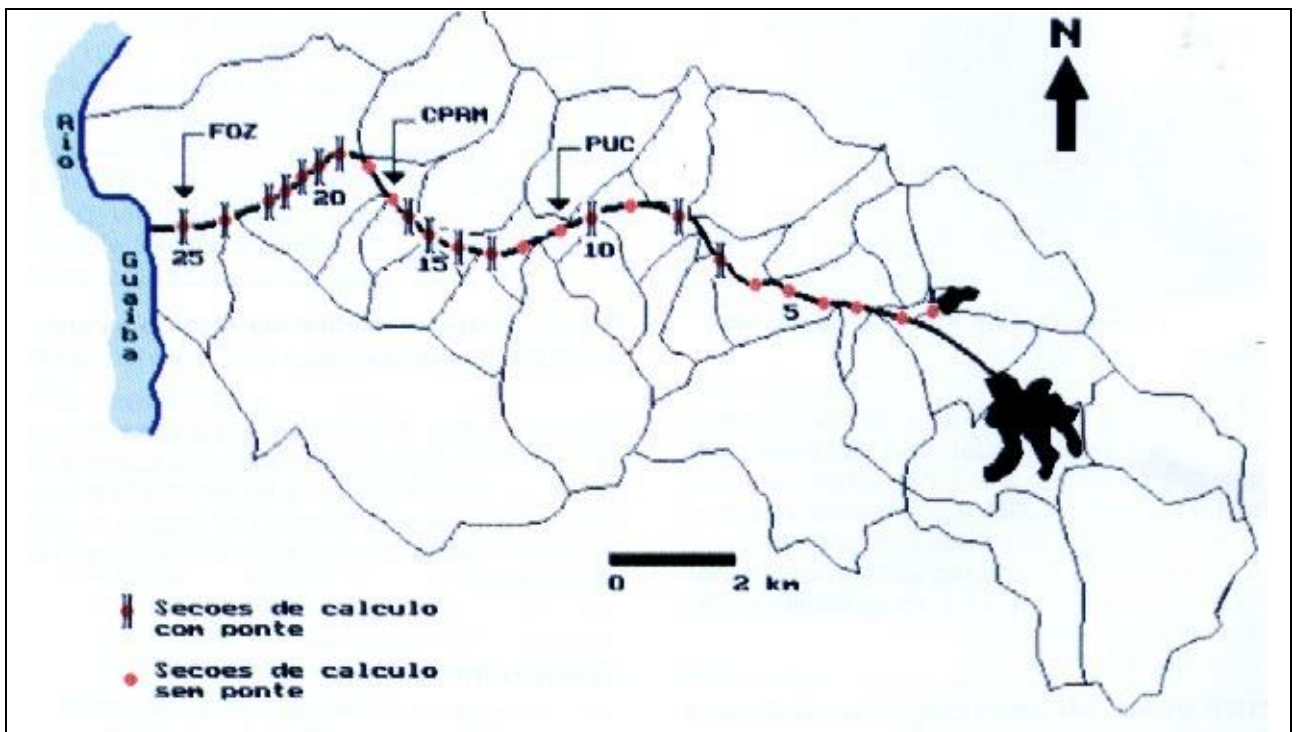 N
Rio
Guaiba
FOZ
CPRM
PUC
25
20
15
10
5
0 2 km
Secoes de calculo
com ponte
Secoes de calculo
sem ponte